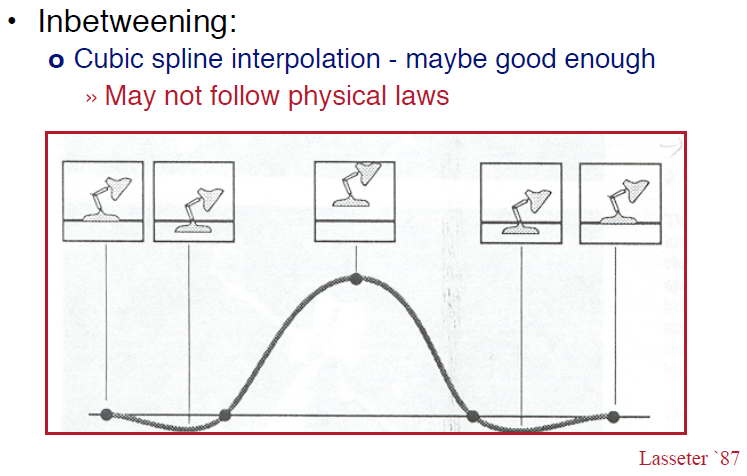 • Inbetweening:
o Cubic spline interpolation - maybe good enough
» May not follow physical laws
Lasseter `87